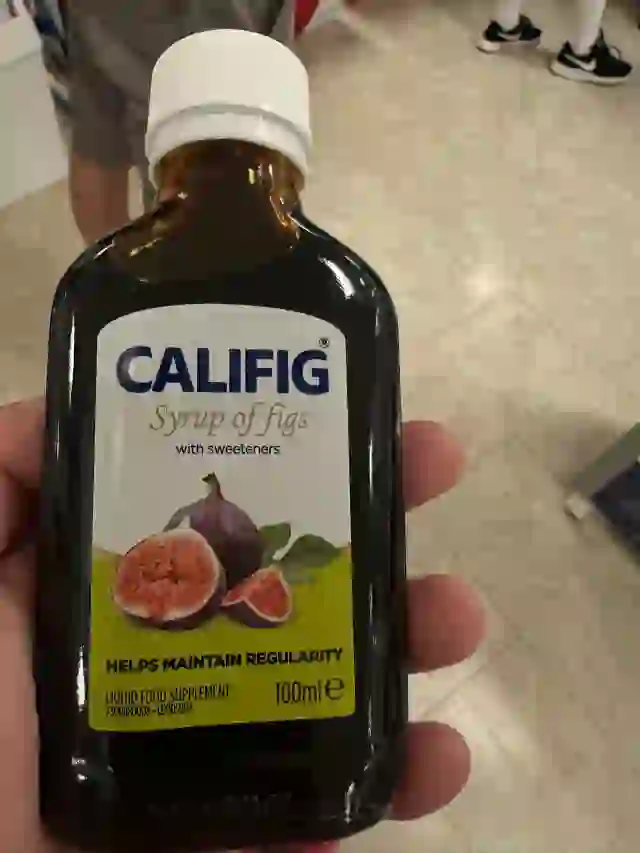 CALIFIG®
Syrup of figs
with sweeteners
HELPS MAINTAIN REGULARITY
LIQUID FOOD SUPPLEMENT
100ml e